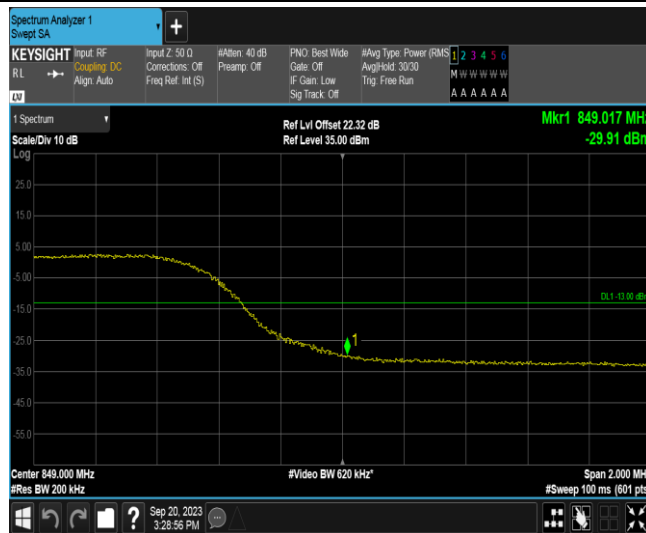 Spectrum Analyzer 1
Swept SA
+
KEYSIGHT
RL
LXI
Input: RF
Coupling: DC
Align: Auto
Input Z: 50 Ω
Corrections: Off
Freq Ref: Int (S)
#Atten: 40 dB
Preamp: Off
PNO: Best Wide
Gate: Off
IF Gain: Low
Sig Track: Off
#Avg Type: Power (RMS
Avg|Hold: 30/30
Trig: Free Run
1 2 3 4 5 6
M W W W W W
A A A A A A
1 Spectrum
Scale/Div 10 dB
Log
Ref Lvl Offset 22.32 dB
Ref Level 35.00 dBm
Mkr1 849.017 MHz
-29.91 dBm
25.0
15.0
5.00
-5.00
DL1 -13.00 dBm
-15.0
-25.0
1
-35.0
-45.0
-55.0
Center 849.000 MHz
#Res BW 200 kHz
#Video BW 620 kHz*
Span 2.000 MHz
#Sweep 100 ms (601 pts
?
Sep 20, 2023
3:28:56 PM